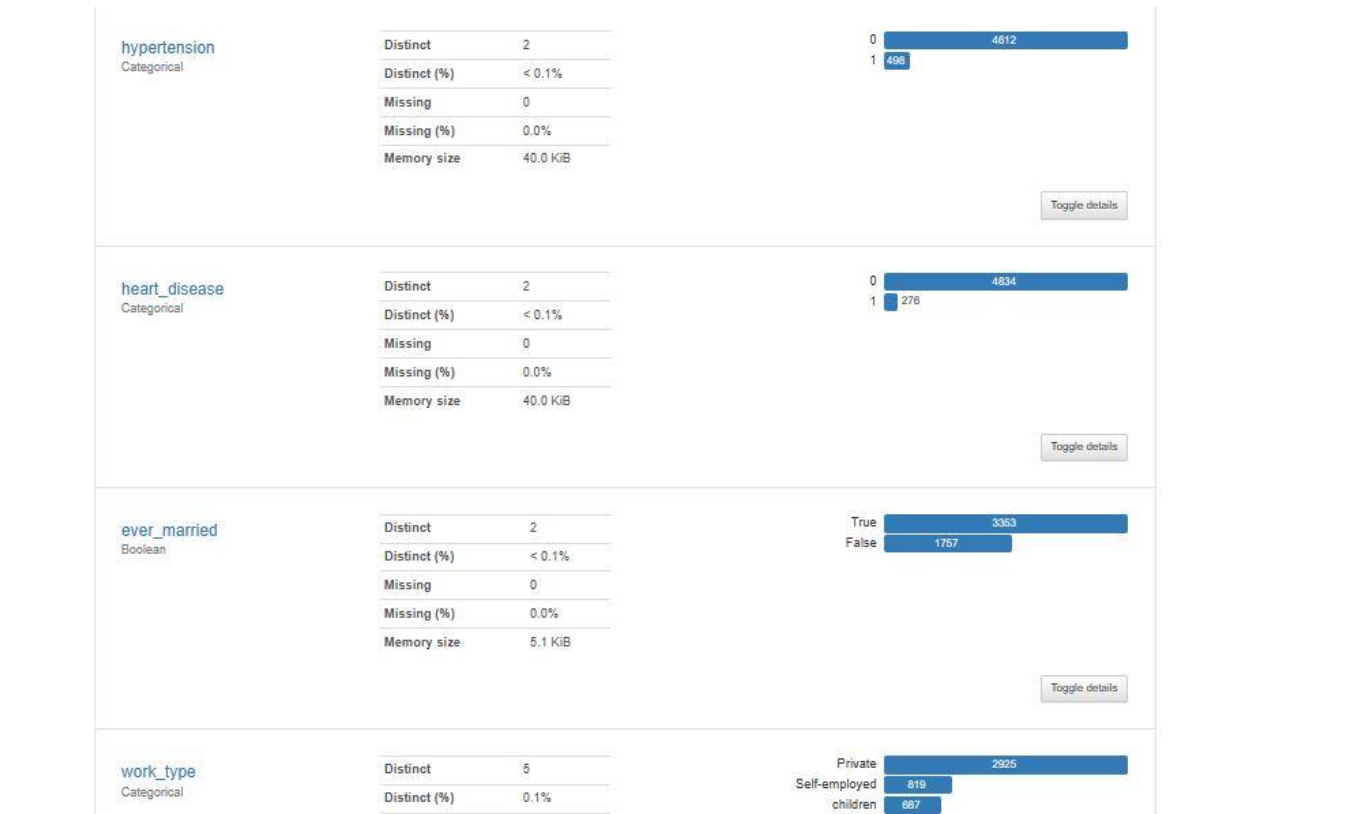 hypertension
Categorical
Distinct 2
Distinct (%) < 0.1%
Missing 0
Missing (%) 0.0%
Memory size 40.0 KiB
0 4612
1 498
Toggle details
heart_disease
Categorical
Distinct 2
Distinct (%) < 0.1%
Missing 0
Missing (%) 0.0%
Memory size 40.0 KiB
0 4834
1 276
Toggle details
ever_married
Boolean
Distinct 2
Distinct (%) < 0.1%
Missing 0
Missing (%) 0.0%
Memory size 5.1 KiB
True 3353
False 1757
Toggle details
work_type
Categorical
Distinct 5
Distinct (%) 0.1%
Private 2925
Self-employed 819
children 687